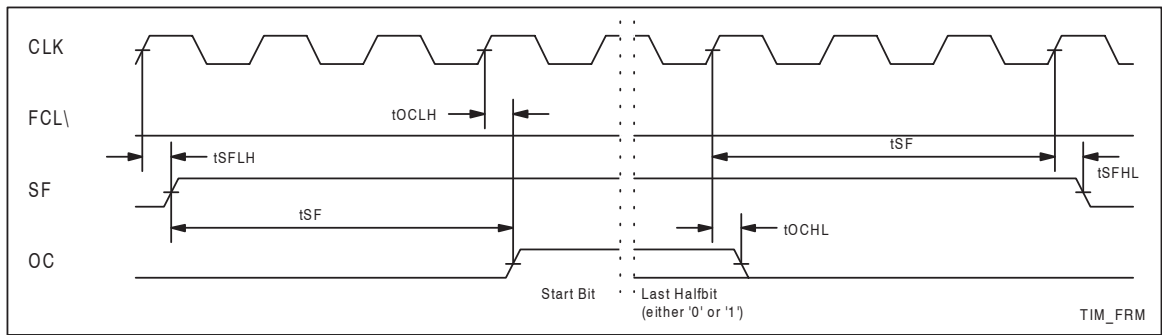 CLK
FCL\
tOCLH
tSF
tSFLH
tSFHL
SF
tSF
tOCHL
OC
Start Bit
Last Halfbit
(either '0' or '1')
TIM_FRM